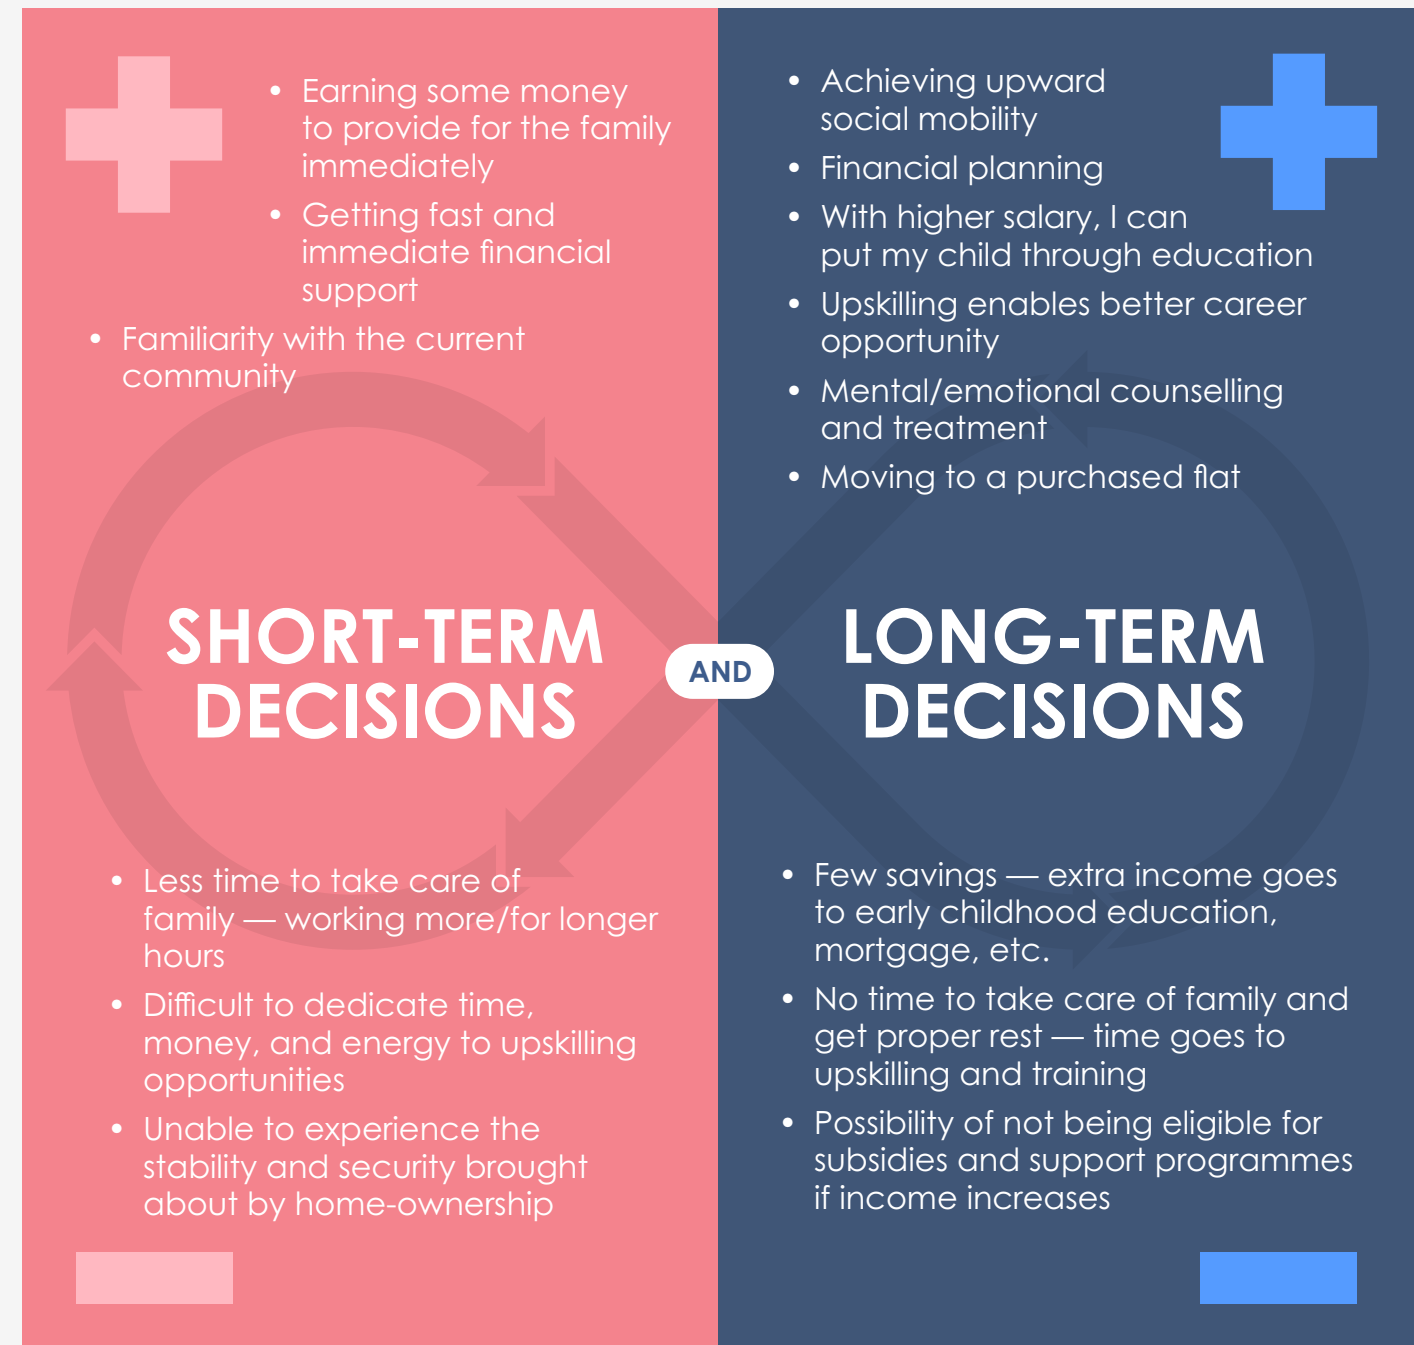 • Earning some money
to provide for the family
immediately
• Getting fast and
immediate financial
support
• Familiarity with the current
community
SHORT-TERM
DECISIONS
• Less time to take care of
family — working more/for longer
hours
• Difficult to dedicate time,
money, and energy to upskilling
opportunities
• Unable to experience the
stability and security brought
about by home-ownership
AND
• Achieving upward
social mobility
• Financial planning
• With higher salary, I can
put my child through education
• Upskilling enables better career
opportunity
• Mental/emotional counselling
and treatment
• Moving to a purchased flat
LONG-TERM
DECISIONS
• Few savings — extra income goes
to early childhood education,
mortgage, etc.
• No time to take care of family and
get proper rest — time goes to
upskilling and training
• Possibility of not being eligible for
subsidies and support programmes
if income increases